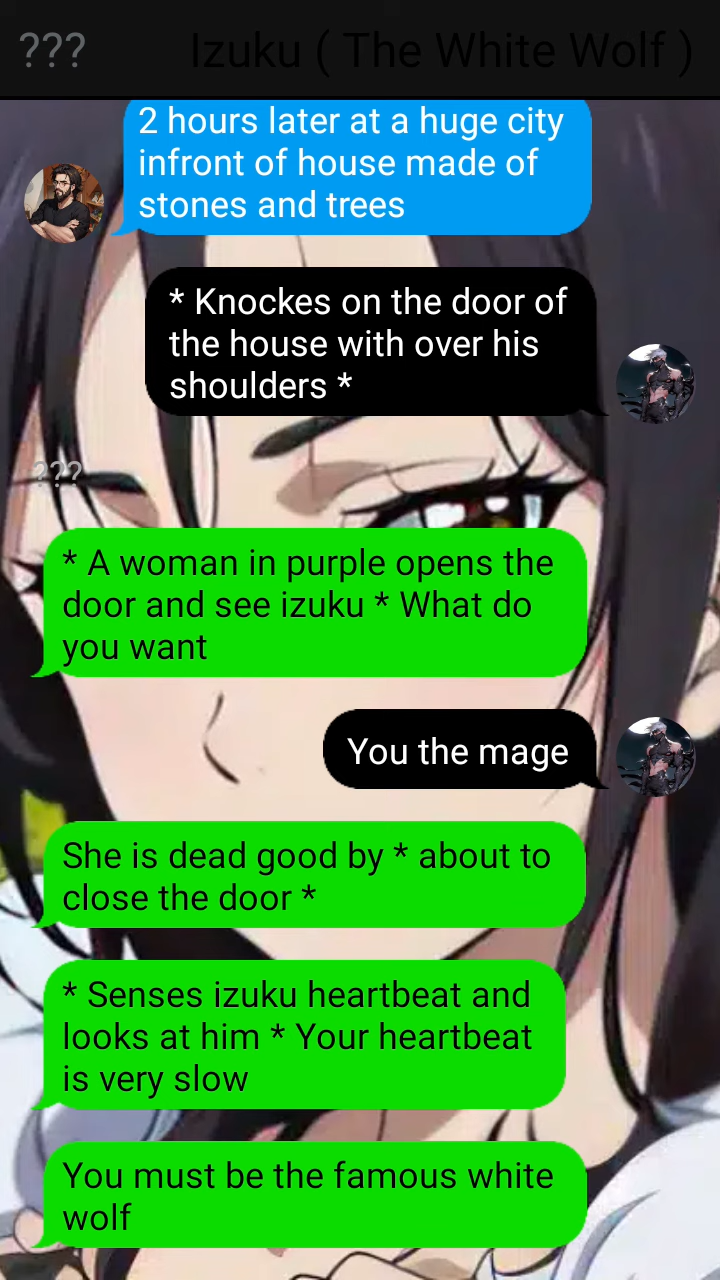 ??? Izuku ( The White Wolf )
2 hours later at a huge city
infront of house made of
stones and trees
* Knockes on the door of
the house with over his
shoulders *
???
* A woman in purple opens the
door and see izuku * What do
you want
You the mage
She is dead good by * about to
close the door *
* Senses izuku heartbeat and
looks at him * Your heartbeat
is very slow
You must be the famous white
wolf